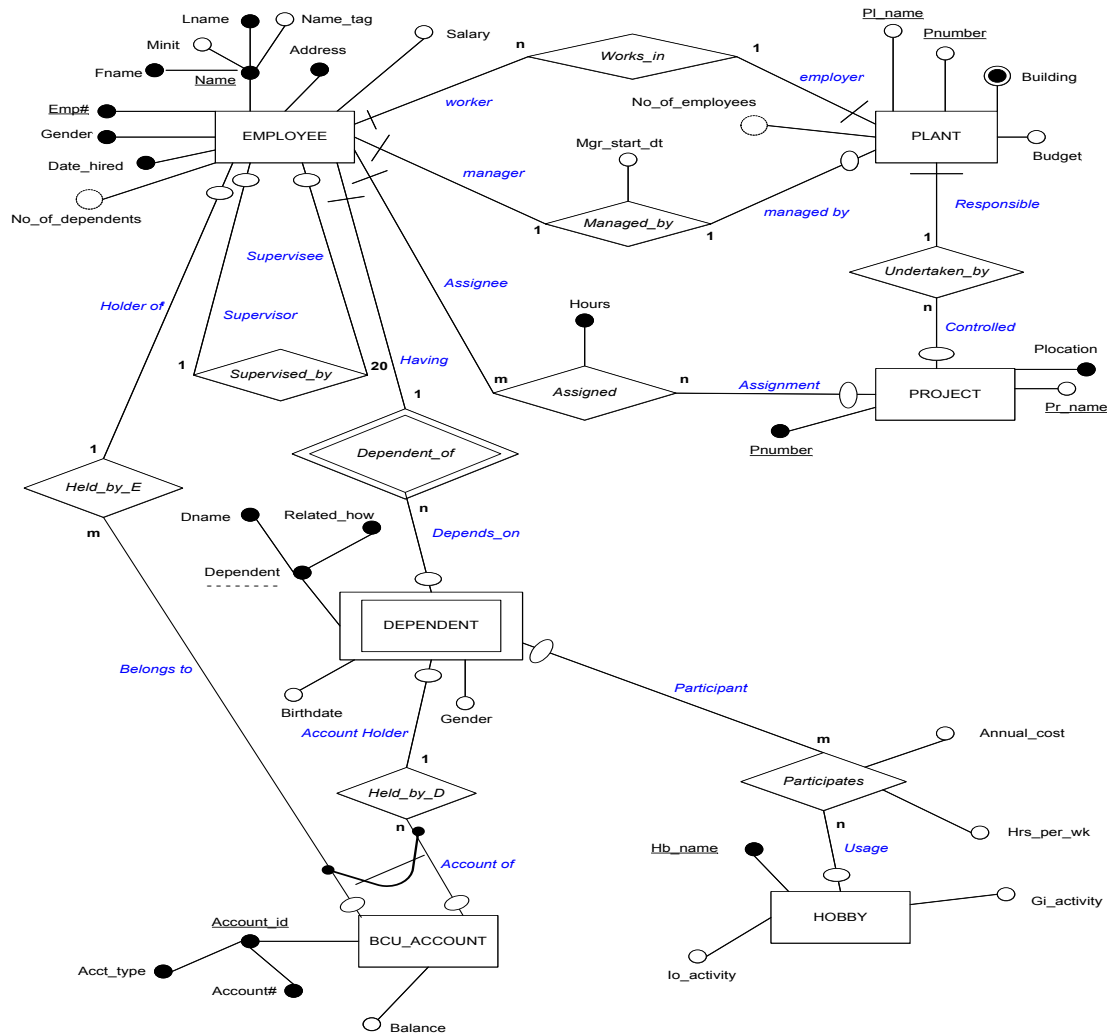 Lname
Name_tag
Minit
Address
Salary
Fname
Name
Emp#
Gender
Date_hired
No_of_dependents
EMPLOYEE
n
Works_in
1
worker
employer
Pl_name
Pnumber
Building
No_of_employees
PLANT
Budget
Mgr_start_dt
manager
1
Managed_by
1
managed by
Responsible
1
Undertaken_by
n
Controlled
Supervisee
Supervisor
1
Supervised_by
20
Holder of
Having
1
Assignee
Hours
m
Assigned
n
Assignment
PROJECT
Plocation
Pr_name
Pnumber
1
Held_by_E
m
Dependent_of
n
Depends_on
Dname
Related_how
Dependent
DEPENDENT
Birthdate
Gender
Belongs to
Account Holder
1
Held_by_D
n
Account of
Participant
m
Participates
n
Usage
Annual_cost
Hrs_per_wk
Hb_name
HOBBY
Gi_activity
Io_activity
Account_id
BCU_ACCOUNT
Acct_type
Account#
Balance